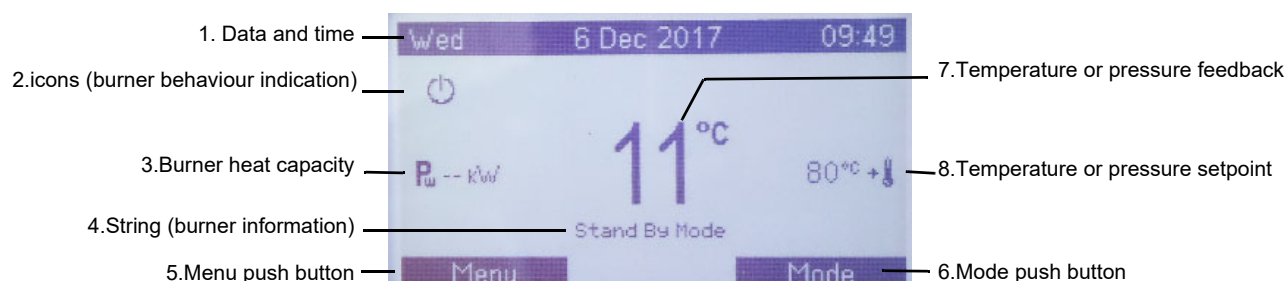 1. Data and time
Wed 6 Dec 2017 09:49
2.icons (burner behaviour indication)
7.Temperature or pressure feedback
11°C
3.Burner heat capacity
Pw -- kW
80°C
8.Temperature or pressure setpoint
4.String (burner information)
Stand By Mode
5.Menu push button
Menu
Mode
6.Mode push button